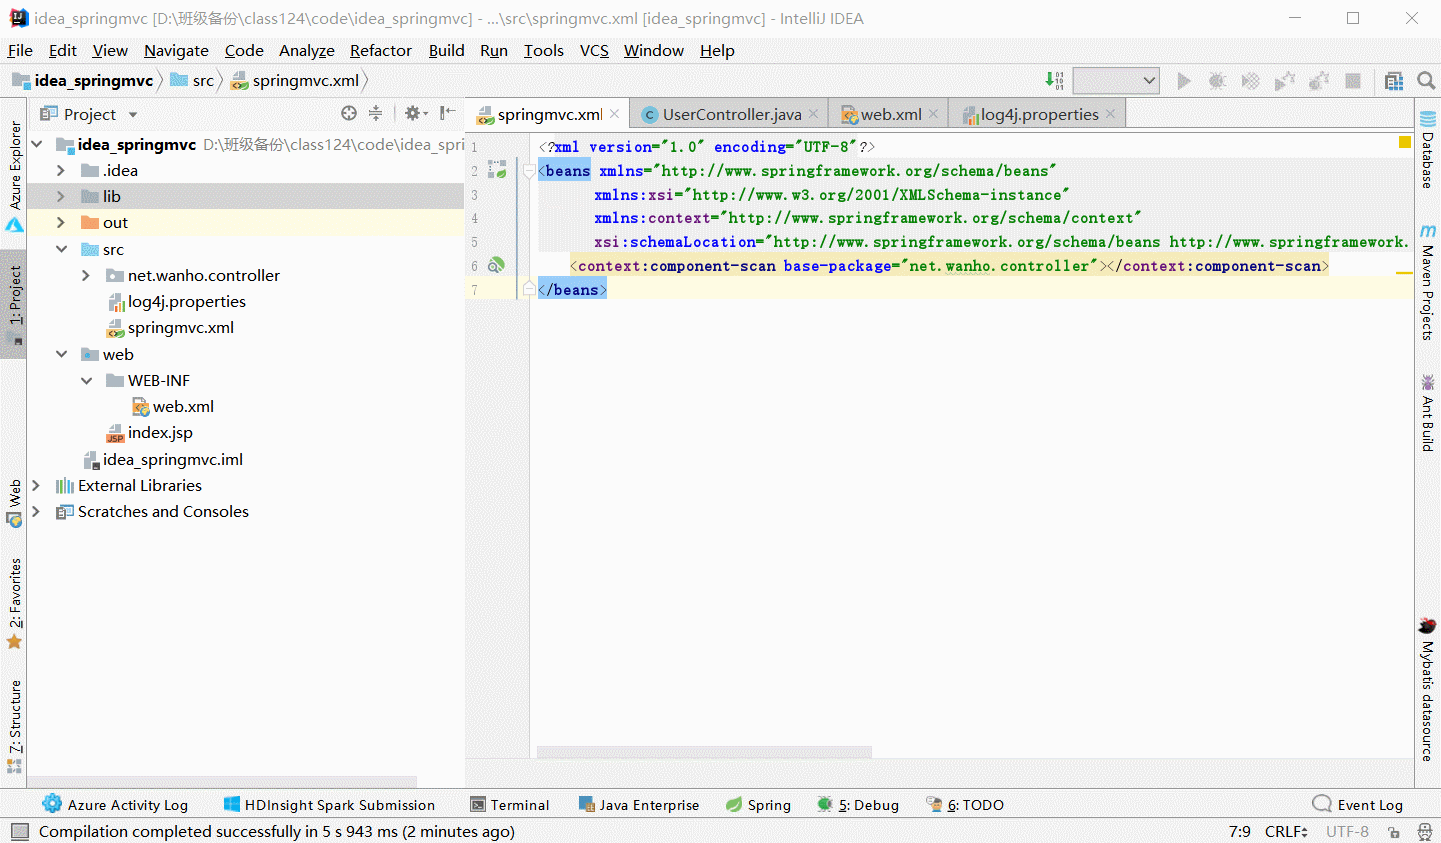 idea_springmvc [D:\班级备份\class124\code\idea_springmvc] - ...\src\springmvc.xml [idea_springmvc] - IntelliJ IDEA
File Edit View Navigate Code Analyze Refactor Build Run Tools VCS Window Help
idea_springmvc src springmvc.xml
Project
springmvc.xml UserController.java web.xml log4j.properties
idea_springmvc D:\班级备份\class124\code\idea_spri
.idea
lib
out
src
net.wanho.controller
log4j.properties
springmvc.xml
web
WEB-INF
web.xml
index.jsp
idea_springmvc.iml
External Libraries
Scratches and Consoles
1 <?xml version="1.0" encoding="UTF-8"?>
2 <beans xmlns="http://www.springframework.org/schema/beans"
3 xmlns:xsi="http://www.w3.org/2001/XMLSchema-instance"
4 xmlns:context="http://www.springframework.org/schema/context"
5 xsi:schemaLocation="http://www.springframework.org/schema/beans http://www.springframework.
6 <context:component-scan base-package="net.wanho.controller"></context:component-scan>
7 </beans>
Azure Explorer
1: Project
Web
2: Favorites
7: Structure
Database
Maven Projects
Ant Build
Mybatis datasource
Azure Activity Log HDInsight Spark Submission Terminal Java Enterprise Spring 5: Debug 6: TODO Event Log
Compilation completed successfully in 5 s 943 ms (2 minutes ago) 7:9 CRLF UTF-8